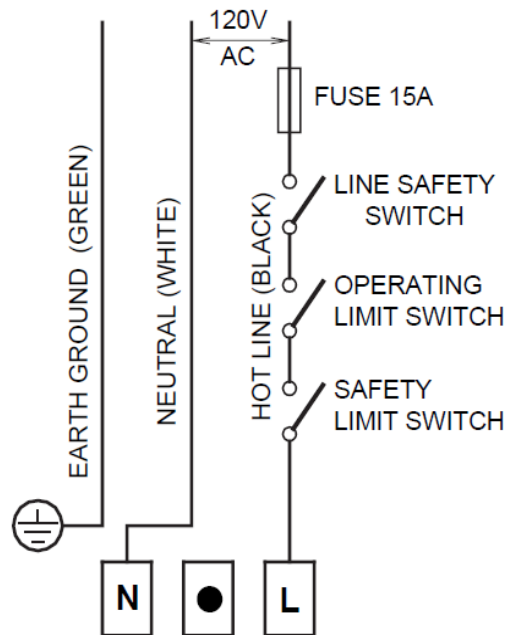 120V
AC
FUSE 15A
LINE SAFETY
SWITCH
OPERATING
LIMIT SWITCH
SAFETY
LIMIT SWITCH
EARTH GROUND (GREEN)
NEUTRAL (WHITE)
HOT LINE (BLACK)
N
L